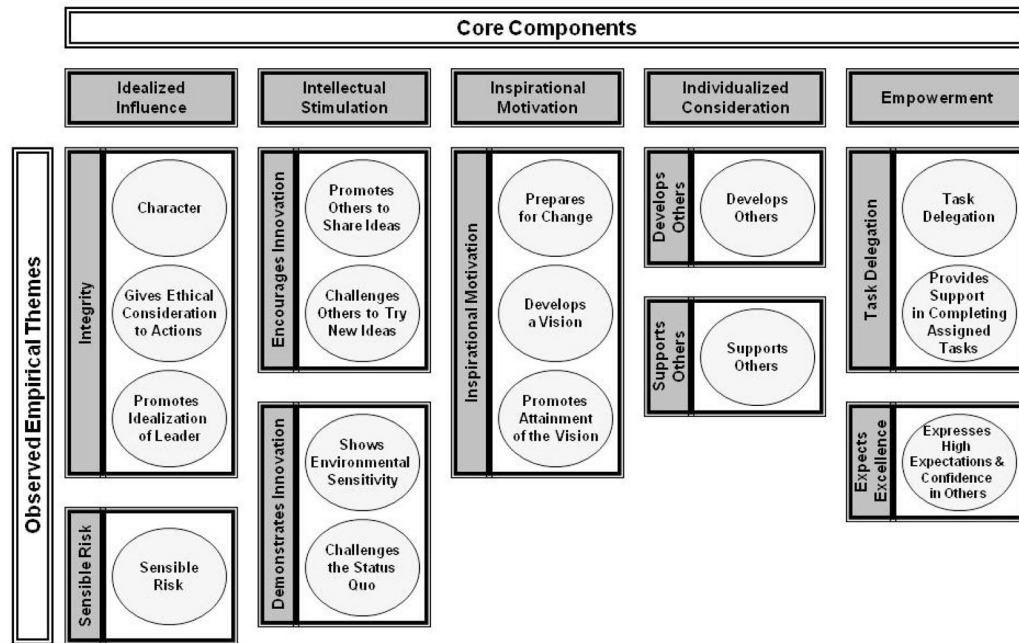 Core Components
Idealized
Influence
Intellectual
Stimulation
Inspirational
Motivation
Individualized
Consideration
Empowerment
Observed Empirical Themes
Integrity
Character
Gives Ethical
Consideration
to Actions
Promotes
Idealization
of Leader
Sensible Risk
Sensible
Risk
Encourages Innovation
Promotes
Others to
Share Ideas
Challenges
Others to Try
New Ideas
Demonstrates Innovation
Shows
Environmental
Sensitivity
Challenges
the Status
Quo
Inspirational Motivation
Prepares
for Change
Develops
a Vision
Promotes
Attainment
of the Vision
Develops
Others
Develops
Others
Supports
Others
Supports
Others
Task Delegation
Task
Delegation
Provides
Support
in Completing
Assigned
Tasks
Expects
Excellence
Expresses
High
Expectations &
Confidence
in Others